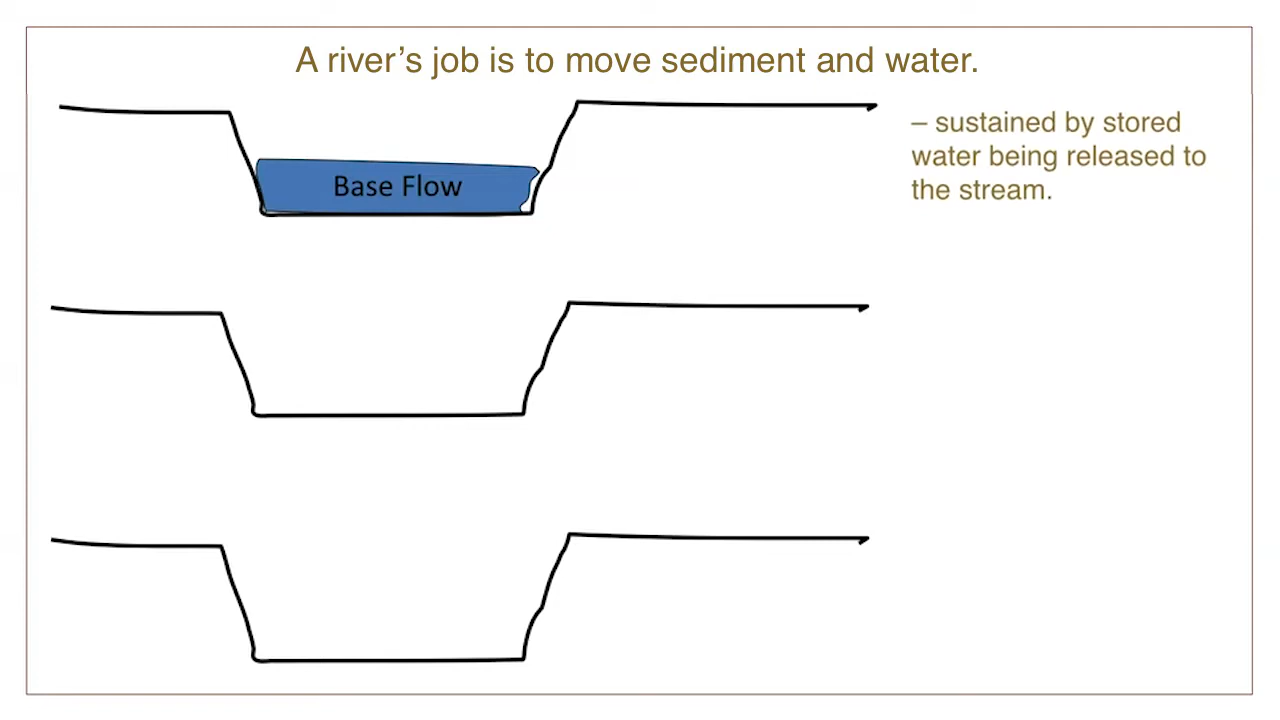 A river’s job is to move sediment and water.
Base Flow
– sustained by stored
water being released to
the stream.